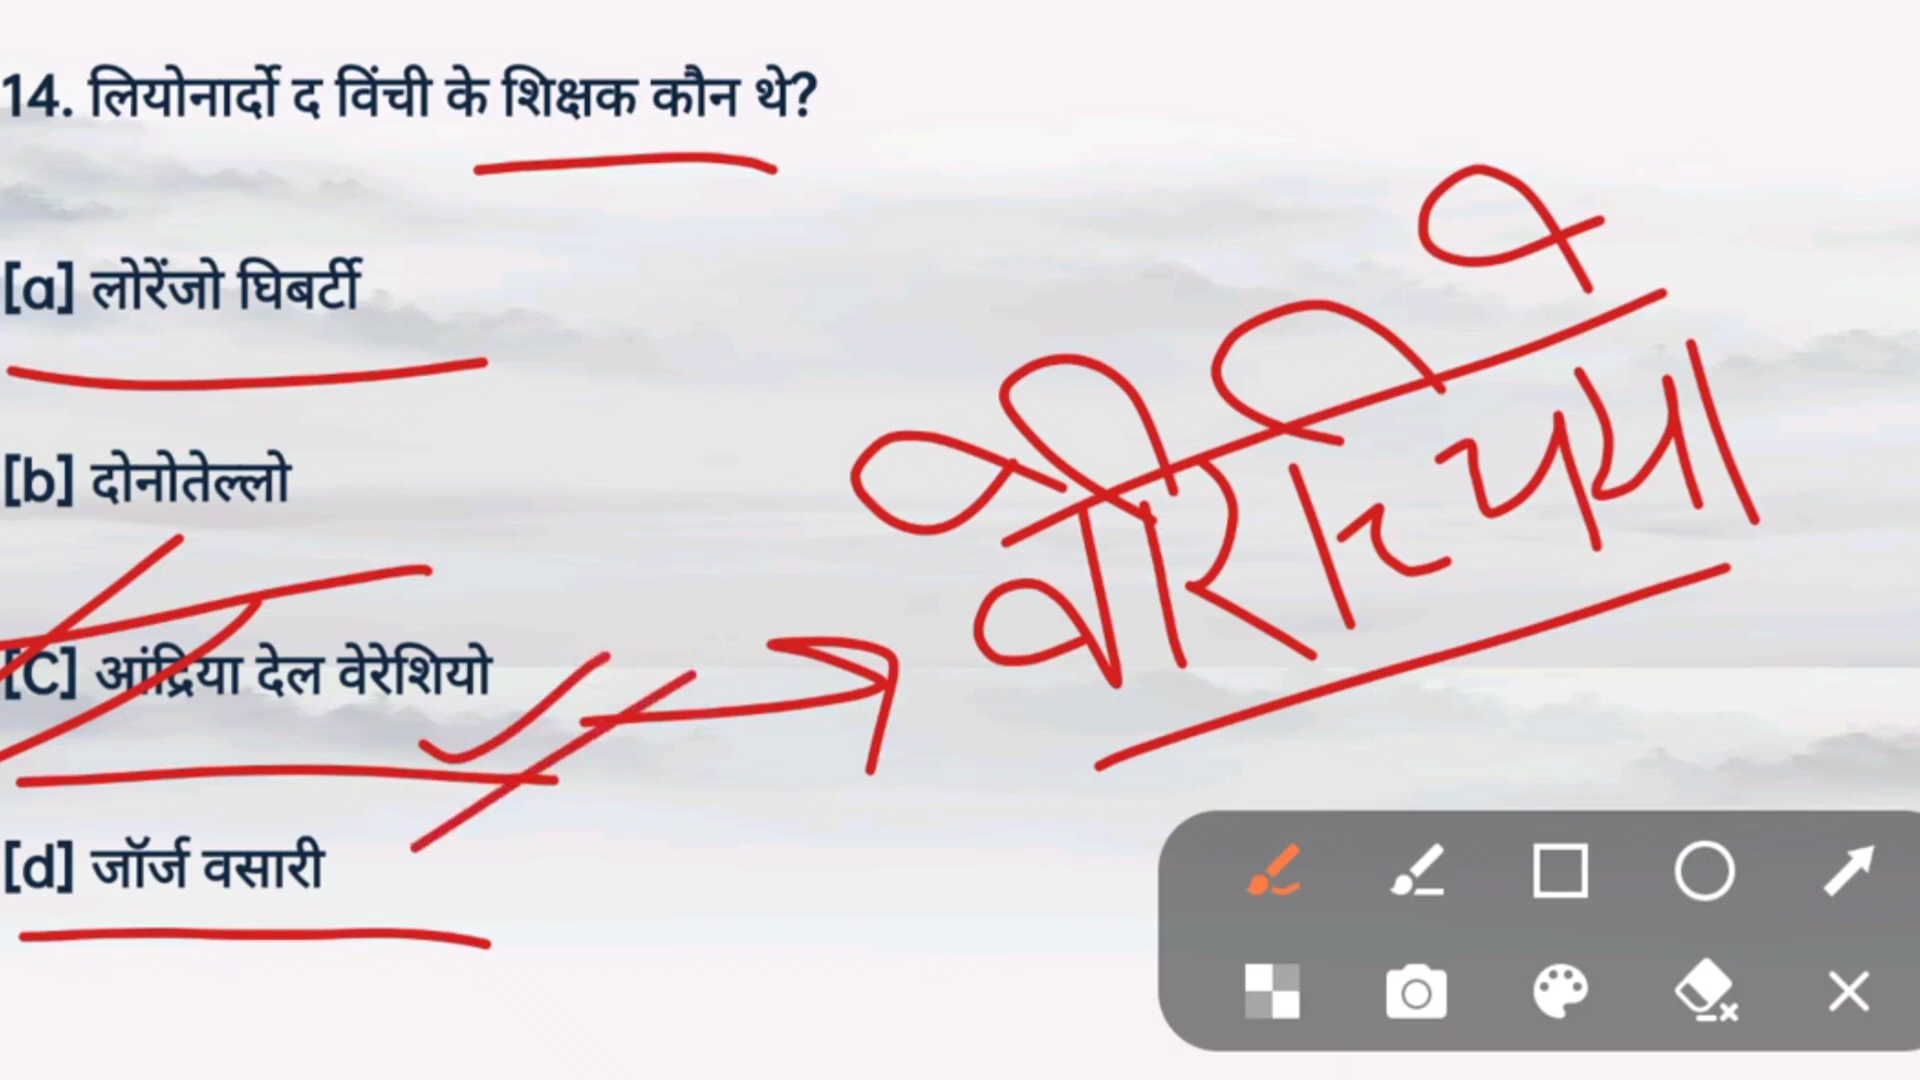 14. लियोनार्दो द विंची के शिक्षक कौन थे?
[a] लोरेंजो घिबर्टी
[b] दोनोतेल्लो
[C] आंद्रिया देल वेरेशियो
[d] जॉर्ज वसारी